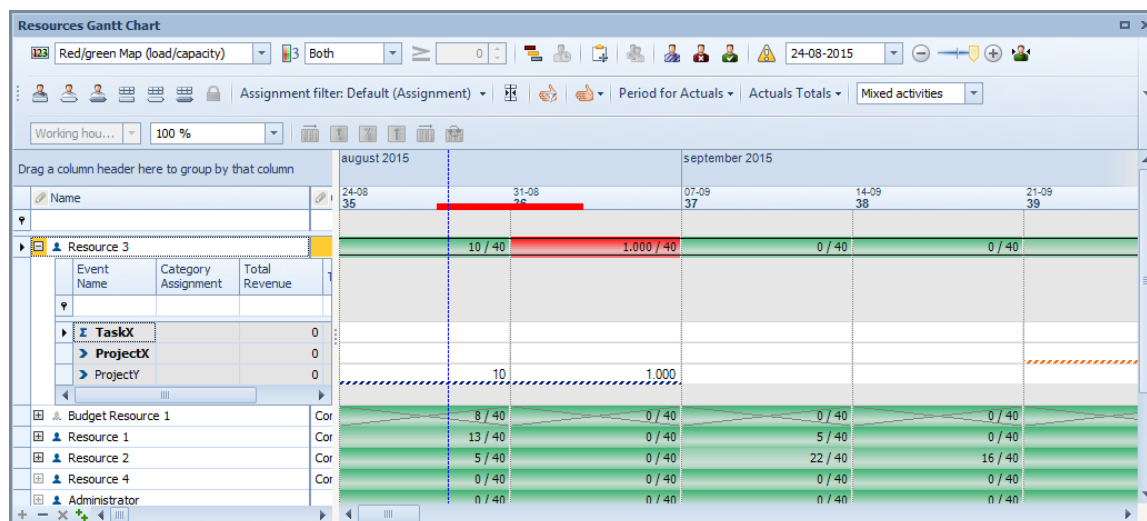 Resources Gantt Chart
123 Red/green Map (load/capacity) 3 Both 0 24-08-2015
Assignment filter: Default (Assignment) Period for Actuals Actuals Totals Mixed activities
Working hou... 100 %
Drag a column header here to group by that column
august 2015 september 2015
Name 24-08 31-08 07-09 14-09 21-09
35 36 37 38 39
Resource 3 10 / 40 1.000 / 40 0 / 40 0 / 40
Event Name Category Assignment Total Revenue
Σ TaskX 0
ProjectX 0
ProjectY 0 10 1.000
Budget Resource 1 Cor 8 / 40 0 / 40 0 / 40 0 / 40
Resource 1 Cor 13 / 40 0 / 40 5 / 40 0 / 40
Resource 2 Cor 5 / 40 0 / 40 22 / 40 16 / 40
Resource 4 Cor 0 / 40 0 / 40 0 / 40 0 / 40
Administrator 0 / 40 0 / 40 0 / 40 0 / 40